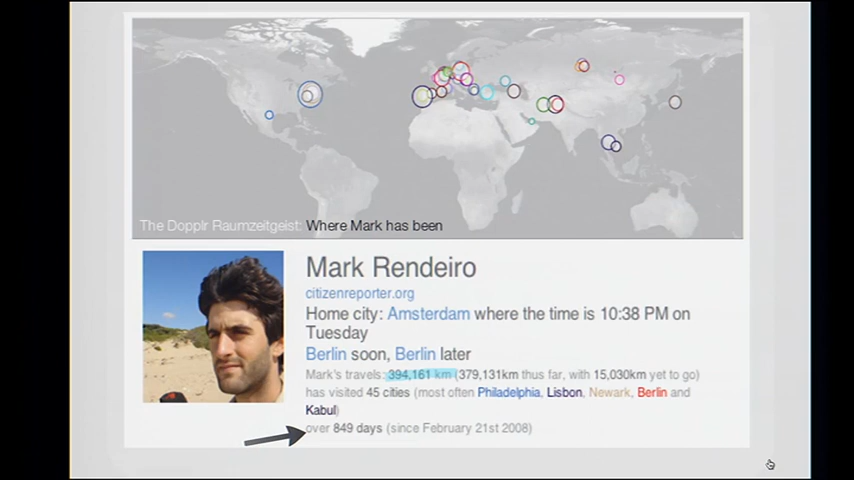 The Dopplr Raumzeitgeist: Where Mark has been
Mark Rendeiro
citizenreporter.org
Home city: Amsterdam where the time is 10:38 PM on
Tuesday
Berlin soon, Berlin later
Mark's travels: 394,161 km (379,131km thus far, with 15,030km yet to go)
has visited 45 cities (most often Philadelphia, Lisbon, Newark, Berlin and
Kabul)
over 849 days (since February 21st 2008)